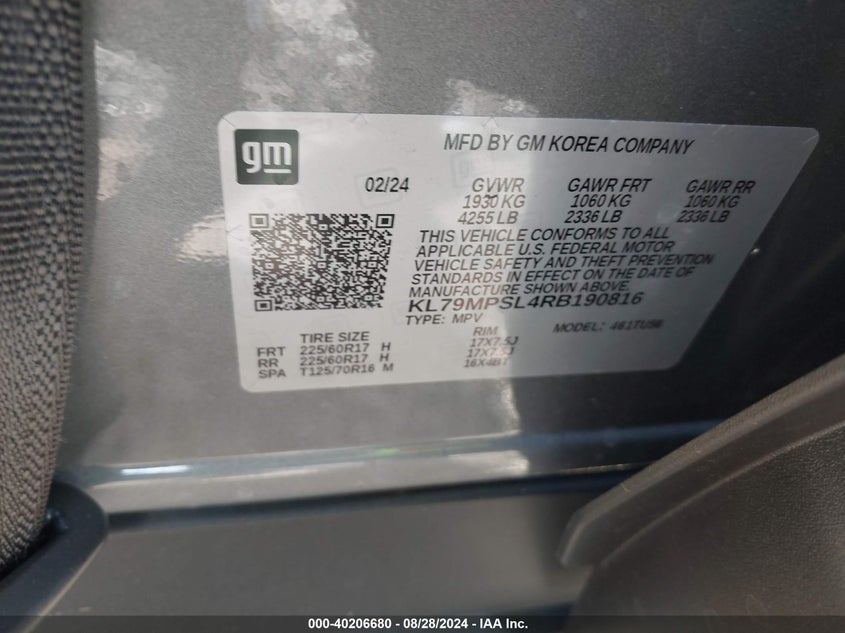 gm
MFD BY GM KOREA COMPANY
02/24 GVWR GAWR FRT GAWR RR
1930 KG 1060 KG 1060 KG
4255 LB 2336 LB 2336 LB
THIS VEHICLE CONFORMS TO ALL
APPLICABLE U.S. FEDERAL MOTOR
VEHICLE SAFETY AND THEFT PREVENTION
STANDARDS IN EFFECT ON THE DATE OF
MANUFACTURE SHOWN ABOVE.
KL79MPSL4RB190816
TYPE: MPV MODEL:
TIRE SIZE RIM
FRT 225/60R17 H 17X7.5J
RR 225/60R17 H 17X7.5J
SPA T125/70R16 M 16X4BT
000-40206680 - 08/28/2024 - IAA Inc.